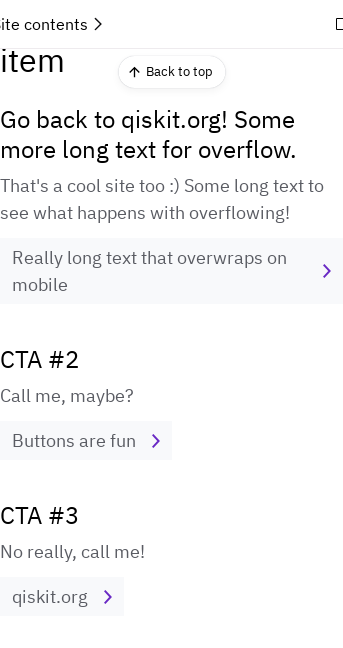 Site contents
item
Back to top
Go back to qiskit.org! Some
more long text for overflow.
That's a cool site too :) Some long text to
see what happens with overflowing!
Really long text that overwraps on
mobile
CTA #2
Call me, maybe?
Buttons are fun
CTA #3
No really, call me!
qiskit.org